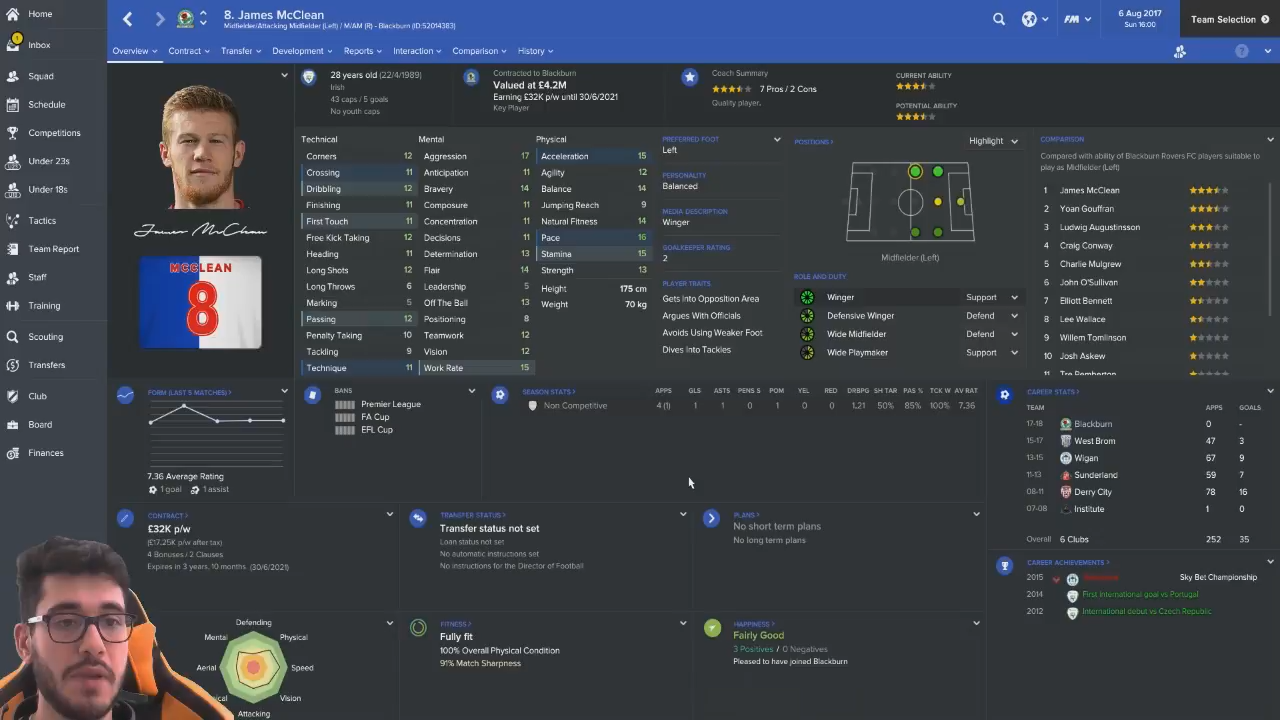 Home
Inbox
1
Squad
Schedule
Competitions
Under 23s
Under 18s
Tactics
Team Report
Staff
Training
Scouting
Transfers
Club
Board
Finances
8. James McClean
Midfielder/Attacking Midfielder (Left) / M/AM (R) - Blackburn (ID:52014383)
FM
6 Aug 2017
Sun 16:00
Team Selection
Overview
Contract
Transfer
Development
Reports
Interaction
Comparison
History
28 years old (22/4/1989)
Irish
43 caps / 5 goals
No youth caps
Contracted to Blackburn
Valued at £4.2M
Earning £32K p/w until 30/6/2021
Key Player
Coach Summary
7 Pros / 2 Cons
Quality player.
CURRENT ABILITY
POTENTIAL ABILITY
James McClean
MCCLEAN
8
Technical
Corners 12
Crossing 11
Dribbling 12
Finishing 11
First Touch 11
Free Kick Taking 12
Heading 11
Long Shots 12
Long Throws 6
Marking 5
Passing 12
Penalty Taking 10
Tackling 9
Technique 11
Mental
Aggression 17
Anticipation 11
Bravery 14
Composure 11
Concentration 11
Decisions 11
Determination 13
Flair 14
Leadership 5
Off The Ball 13
Positioning 8
Teamwork 12
Vision 12
Work Rate 15
Physical
Acceleration 15
Agility 12
Balance 14
Jumping Reach 9
Natural Fitness 14
Pace 16
Stamina 15
Strength 13
Height 175 cm
Weight 70 kg
PREFERRED FOOT
Left
PERSONALITY
Balanced
MEDIA DESCRIPTION
Winger
GOALKEEPER RATING:
2
PLAYER TRAITS
Gets Into Opposition Area
Argues With Officials
Avoids Using Weaker Foot
Dives Into Tackles
POSITIONS
Highlight
Midfielder (Left)
ROLE AND DUTY
Winger Support
Defensive Winger Defend
Wide Midfielder Defend
Wide Playmaker Support
COMPARISON
Compared with ability of Blackburn Rovers FC players suitable
to play as Midfielder (Left)
1 James McClean
2 Yoan Gouffran
3 Ludwig Augustinsson
4 Craig Conway
5 Charlie Mulgrew
6 John O'Sullivan
7 Elliott Bennett
8 Lee Wallace
9 Willem Tomlinson
10 Josh Askew
11 Tre Pemberton
FORM (LAST 5 MATCHES)
7.36 Average Rating
1 goal 1 assist
BANS
Premier League
FA Cup
EFL Cup
SEASON STATS APPS GLS ASTS PENS S POM YEL RED DRBPG SH TAR PAS % TCK W AV RAT
Non Competitive 4 (1) 1 1 0 1 0 0 1.21 50% 85% 100% 7.36
CAREER STATS
TEAM APPS GOALS
17-18 Blackburn 0 -
15-17 West Brom 47 3
13-15 Wigan 67 9
11-13 Sunderland 59 7
08-11 Derry City 78 16
07-08 Institute 1 0
Overall 6 Clubs 252 35
CONTRACT
£32K p/w
(£17.25K p/w after tax)
4 Bonuses / 2 Clauses
Expires in 3 years, 10 months (30/6/2021)
TRANSFER STATUS
Transfer status not set
Loan status not set
No automatic instructions set
No instructions for the Director of Football
PLANS
No short term plans
No long term plans
CAREER ACHIEVEMENTS
2015 Sky Bet Championship
2014 First international goal vs Portugal
2012 International debut vs Czech Republic
Defending
Mental Physical
Aerial Speed
Vision
Attacking
FITNESS
Fully fit
100% Overall Physical Condition
91% Match Sharpness
HAPPINESS
Fairly Good
3 Positives / 0 Negatives
Pleased to have joined Blackburn